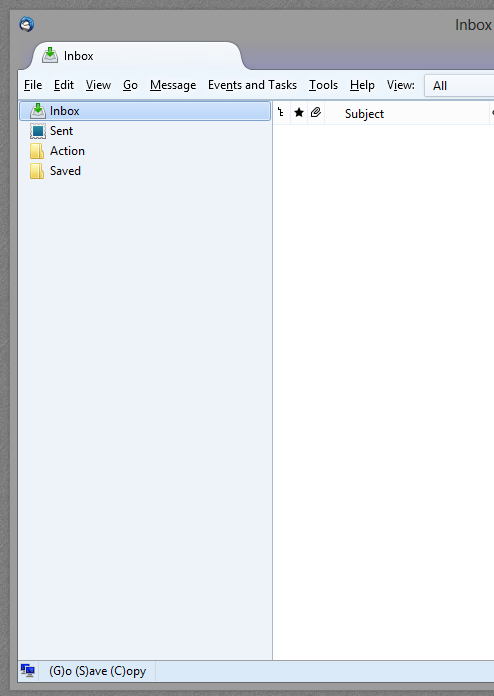 Inbox
Inbox
File Edit View Go Message Events and Tasks Tools Help View: All
Inbox
Subject
Sent
Action
Saved
(G)o (S)ave (C)opy